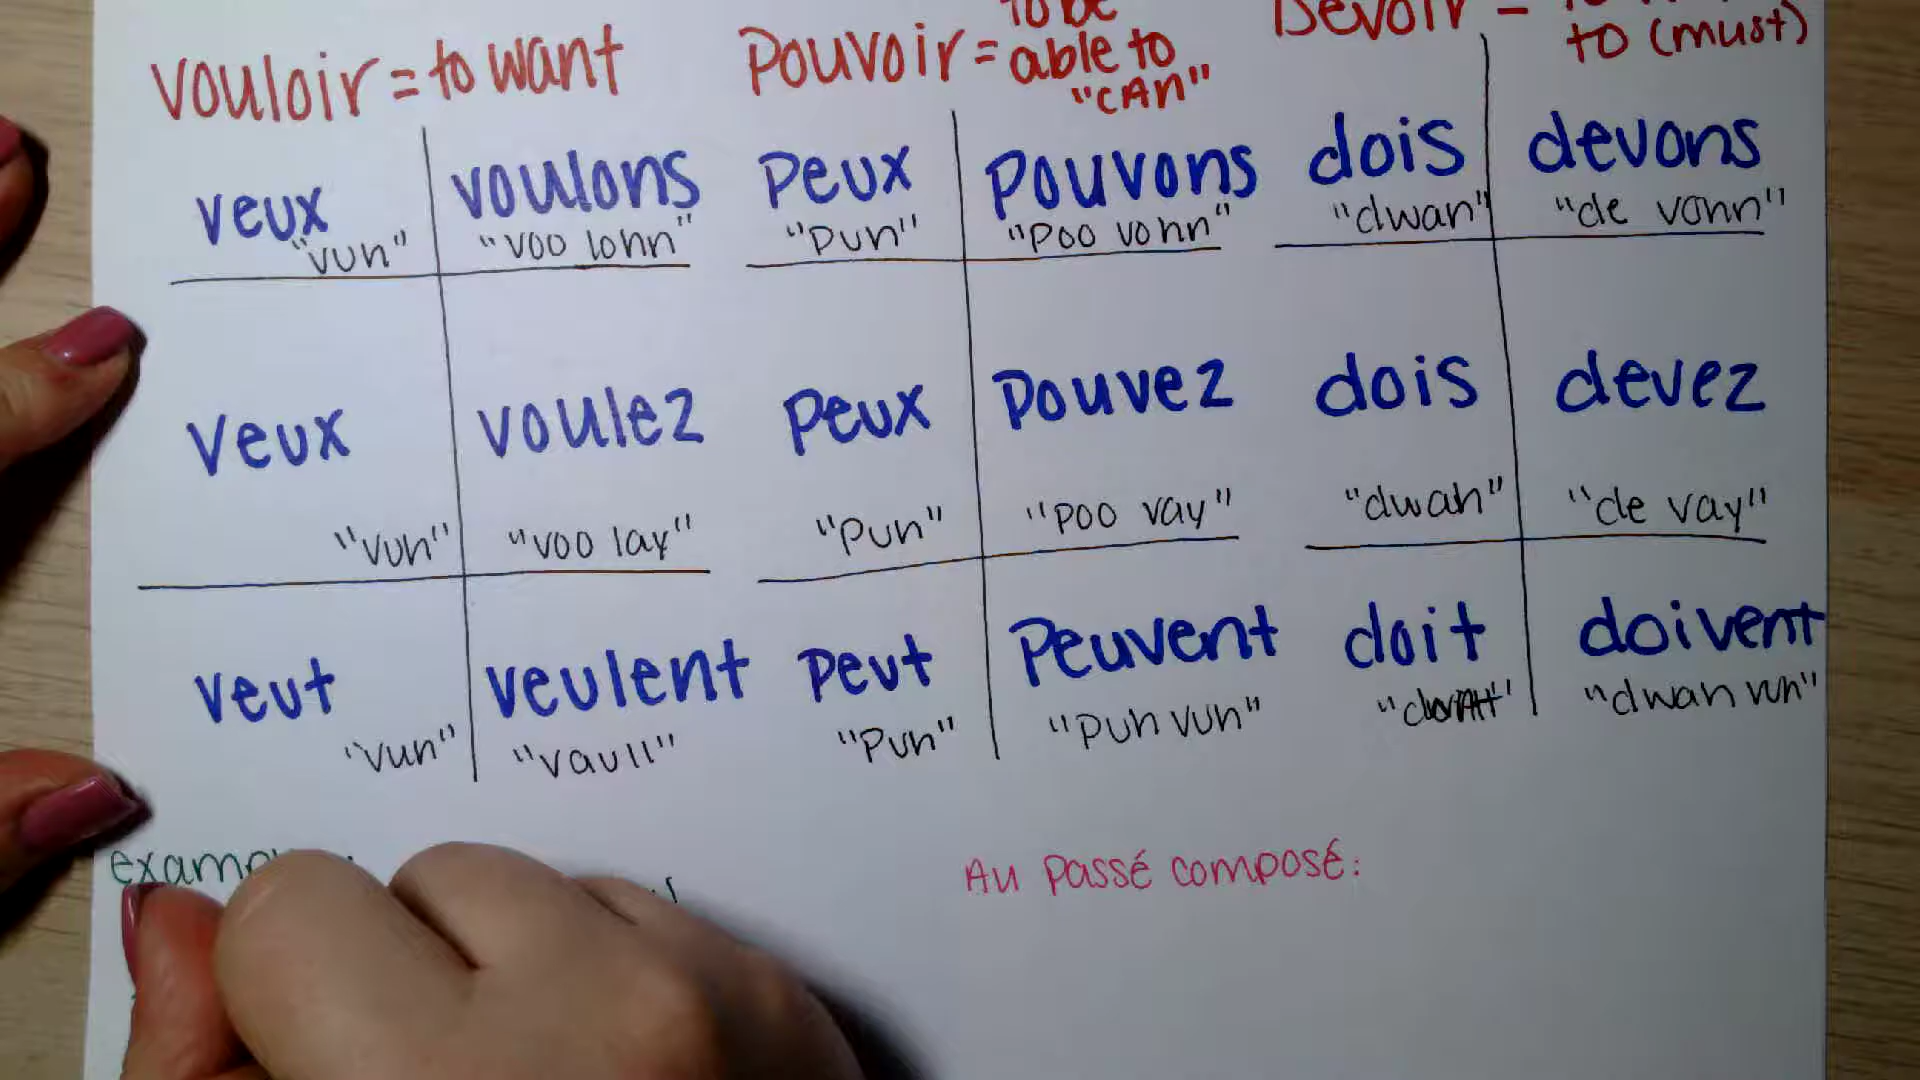 vouloir = to want
Pouvoir = to be
able to
"CAn"
Devoir =
to (must)
veux
"vuh"
voulons
"voo lohn"
Peux
"Puh"
Pouvons
"Poo vohn"
dois
"dwah"
devons
"de vohn"
veux
"vuh"
voulez
"voo lay"
Peux
"Puh"
Pouvez
"Poo vay"
dois
"dwah"
devez
"de vay"
veut
"vuh"
veulent
"vaull"
Peut
"Puh"
Peuvent
"Puh vuh"
doit
doivent
"dwah vuh"
Au Passé composé: